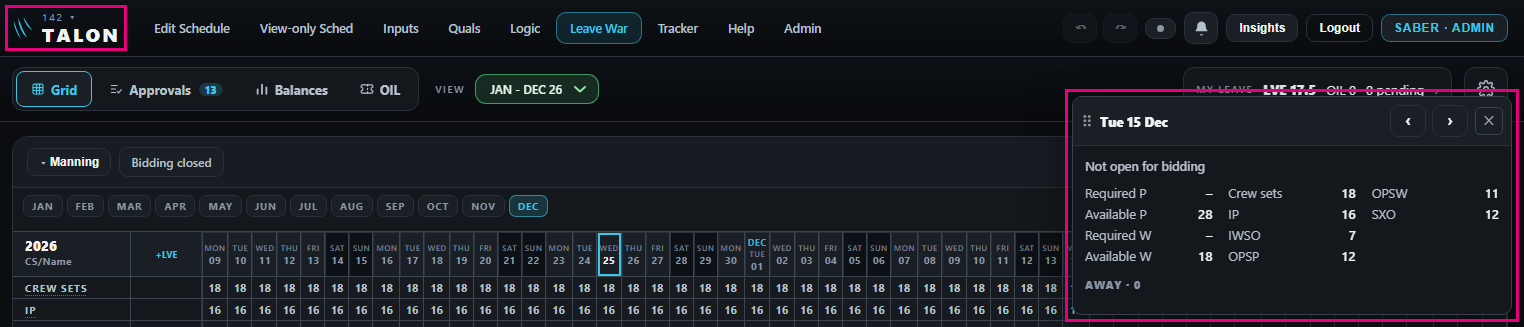 142
TALON
Edit Schedule
View-only Sched
Inputs
Quals
Logic
Leave War
Tracker
Help
Admin
Insights
Logout
SABER · ADMIN
Grid
Approvals 13
Balances
OIL
VIEW
JAN - DEC 26
MY LEAVE LVE 17.5 OIL 0 · 0 pending
Tue 15 Dec
Not open for bidding
Required P – Crew sets 18 OPSW 11
Available P 28 IP 16 SXO 12
Required W – IWSO 7
Available W 18 OPSP 12
AWAY · 0
Manning
Bidding closed
JAN FEB MAR APR MAY JUN JUL AUG SEP OCT NOV DEC
2026
CS/Name
+LVE
DEC
MON TUE WED THU FRI SAT SUN MON TUE WED THU FRI SAT SUN MON TUE WED THU FRI SAT SUN MON TUE WED THU FRI SAT SUN MON TUE WED THU FRI SAT SUN
09 10 11 12 13 14 15 16 17 18 19 20 21 22 23 24 25 26 27 28 29 30 01 02 03 04 05 06 07 08 09 10 11 12 13
CREW SETS 18 18 18 18 18 18 18 18 18 18 18 18 18 18 18 18 18 18 18 18 18 18 18 18 18 18 18 18 18 18 18 18 18 18 18
IP 16 16 16 16 16 16 16 16 16 16 16 16 16 16 16 16 16 16 16 16 16 16 16 16 16 16 16 16 16 16 16 16 16 16 16